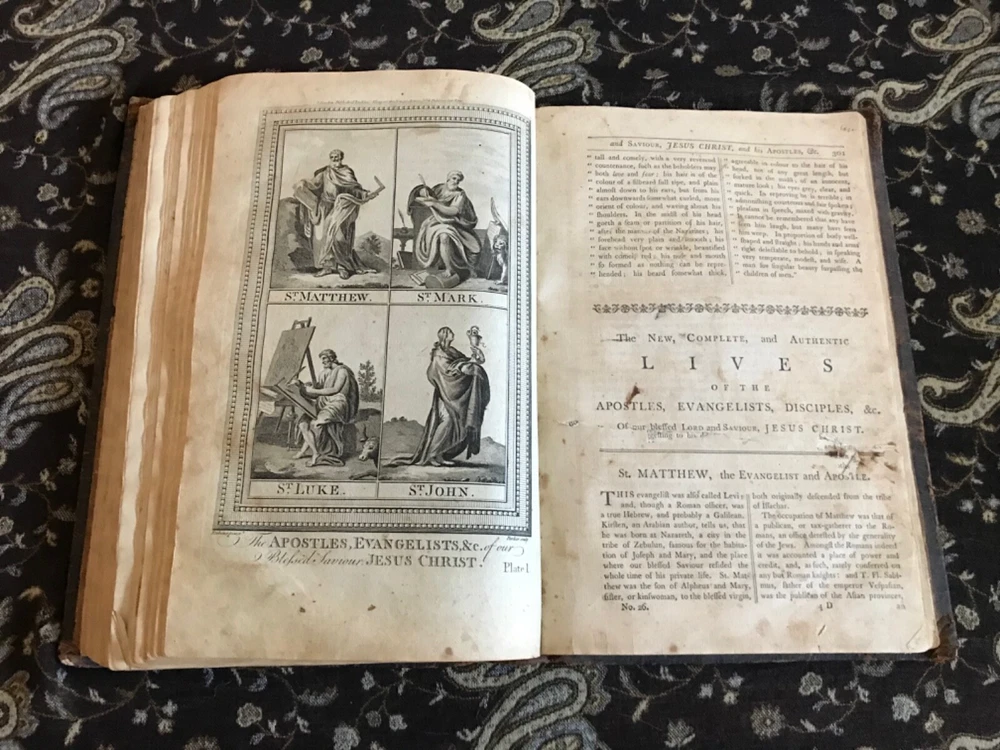 ST. MATTHEW.
ST. MARK.
ST. LUKE.
ST. JOHN.
The APOSTLES, EVANGELISTS, &c. of our
Blessed Saviour JESUS CHRIST.
Plate I.
and SAVIOUR, JESUS CHRIST, and his APOSTLES, &c.
“ tall and comely, with a very reverend
“ countenance, such as the beholders may
“ both love and fear; his hair is of the
“ colour of a filbeard full ripe, and plain
“ almost down to his ears, but from his
“ ears downwards somewhat curled, more
“ orient of colour, and waving about his
“ shoulders. In the midst of his head
“ goeth a seam or partition of his hair,
“ after the manner of the Nazarites; his
“ forehead very plain and smooth; his
“ face without spot or wrinkle, beautified
“ with comely red; his nose and mouth
“ so formed as nothing can be repre-
“ hended; his beard somewhat thick,
“ agreeable in colour to the hair of his
“ head, not of any great length, but
“ forked in the midst; of an innocent,
“ mature look; his eyes grey, clear, and
“ quick. In reproving he is terrible; in
“ admonishing courteous and fair spoken;
“ pleasant in speech, mixed with gravity.
“ It cannot be remembered that any have
“ seen him laugh, but many have seen
“ him weep. In proportion of body well-
“ shaped and straight; his hands and arms
“ right delectable to behold; in speaking
“ very temperate, modest, and wise. A
“ man for singular beauty surpassing the
“ children of men.”
The NEW, COMPLETE, and AUTHENTIC
LIVES
OF THE
APOSTLES, EVANGELISTS, DISCIPLES, &c.
Of our blessed LORD and SAVIOUR, JESUS CHRIST.
St. MATTHEW, the EVANGELIST and APOSTLE.
THIS evangelist was also called Levi;
and, though a Roman officer, was
a true Hebrew, and probably a Galilean.
Kirsten, an Arabian author, tells us, that
he was born at Nazareth, a city in the
tribe of Zebulun, famous for the habita-
tion of Joseph and Mary, and the place
where our blessed Saviour resided the
whole time of his private life. St. Mat-
thew was the son of Alpheus and Mary,
sister, or kinswoman, to the blessed virgin,
No. 26.
both originally descended from the tribe
of Issachar.
The occupation of Matthew was that of
a publican, or tax-gatherer to the Ro-
mans, an office detested by the generality
of the Jews. Amongst the Romans indeed
it was accounted a place of power and
credit, and, as such, rarely conferred on
any but Roman knights: and T. Fl. Sabi-
nus, father of the emperor Vespasian,
was the publican of the Asian provinces,
4 D
an